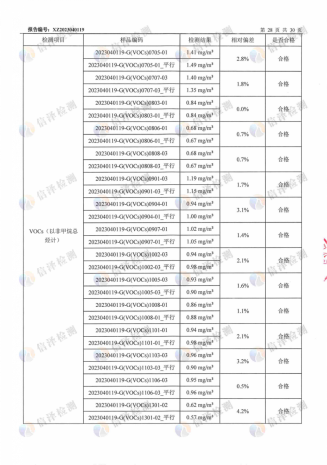 报告编号：XZ2023040119 第 28 页 共 30 页
检测项目 样品编码 检测结果 相对偏差 是否合格
VOCs（以非甲烷总烃计）
2023040119-G(VOCs)0705-01 1.41 mg/m³ 2.8% 合格
2023040119-G(VOCs)0705-01_平行 1.49 mg/m³
2023040119-G(VOCs)0707-03 1.40 mg/m³ 1.8% 合格
2023040119-G(VOCs)0707-03_平行 1.35 mg/m³
2023040119-G(VOCs)0803-01 0.84 mg/m³ 0.0% 合格
2023040119-G(VOCs)0803-01_平行 0.84 mg/m³
2023040119-G(VOCs)0806-01 0.68 mg/m³ 0.7% 合格
2023040119-G(VOCs)0806-01_平行 0.67 mg/m³
2023040119-G(VOCs)0808-03 0.68 mg/m³ 0.7% 合格
2023040119-G(VOCs)0808-03_平行 0.67 mg/m³
2023040119-G(VOCs)0901-03 1.19 mg/m³ 1.7% 合格
2023040119-G(VOCs)0901-03_平行 1.15 mg/m³
2023040119-G(VOCs)0904-01 0.94 mg/m³ 3.1% 合格
2023040119-G(VOCs)0904-01_平行 1.00 mg/m³
2023040119-G(VOCs)0907-01 1.02 mg/m³ 1.4% 合格
2023040119-G(VOCs)0907-01_平行 1.05 mg/m³
2023040119-G(VOCs)1002-03 0.94 mg/m³ 2.1% 合格
2023040119-G(VOCs)1002-03_平行 0.98 mg/m³
2023040119-G(VOCs)1005-03 0.93 mg/m³ 1.6% 合格
2023040119-G(VOCs)1005-03_平行 0.90 mg/m³
2023040119-G(VOCs)1008-01 0.86 mg/m³ 1.1% 合格
2023040119-G(VOCs)1008-01_平行 0.88 mg/m³
2023040119-G(VOCs)1101-01 0.94 mg/m³ 2.1% 合格
2023040119-G(VOCs)1101-01_平行 0.98 mg/m³
2023040119-G(VOCs)1103-03 0.96 mg/m³ 3.2% 合格
2023040119-G(VOCs)1103-03_平行 0.90 mg/m³
2023040119-G(VOCs)1106-03 0.95 mg/m³ 0.5% 合格
2023040119-G(VOCs)1106-03_平行 0.96 mg/m³
2023040119-G(VOCs)1301-02 0.62 mg/m³ 4.2% 合格
2023040119-G(VOCs)1301-02_平行 0.57 mg/m³
信泽检测